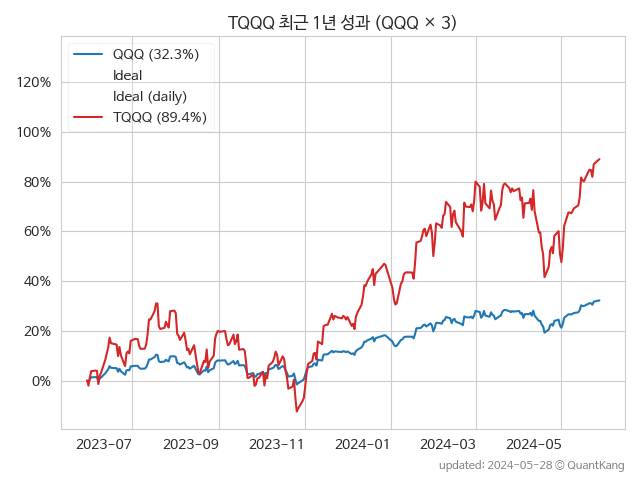 TQQQ 최근 1년 성과 (QQQ × 3)
QQQ (32.3%)
Ideal
Ideal (daily)
TQQQ (89.4%)
120%
100%
80%
60%
40%
20%
0%
2023-07 2023-09 2023-11 2024-01 2024-03 2024-05
updated: 2024-05-28 © QuantKang